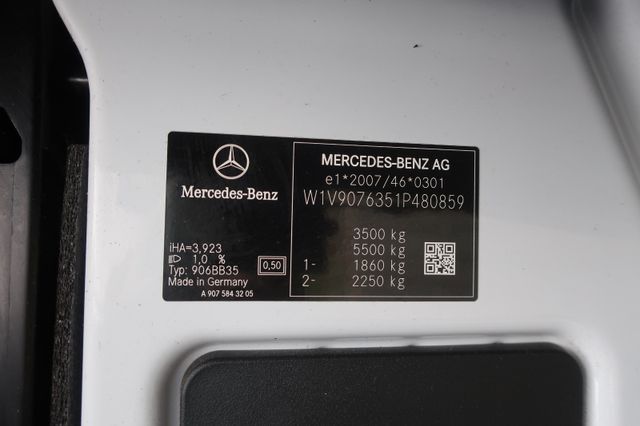 Mercedes-Benz
iHA=3,923
1,0 %
Typ: 906BB35
Made in Germany
0,50
A 907 584 32 05
MERCEDES-BENZ AG
e1*2007/46*0301
W1V9076351P480859
3500 kg
5500 kg
1- 1860 kg
2- 2250 kg